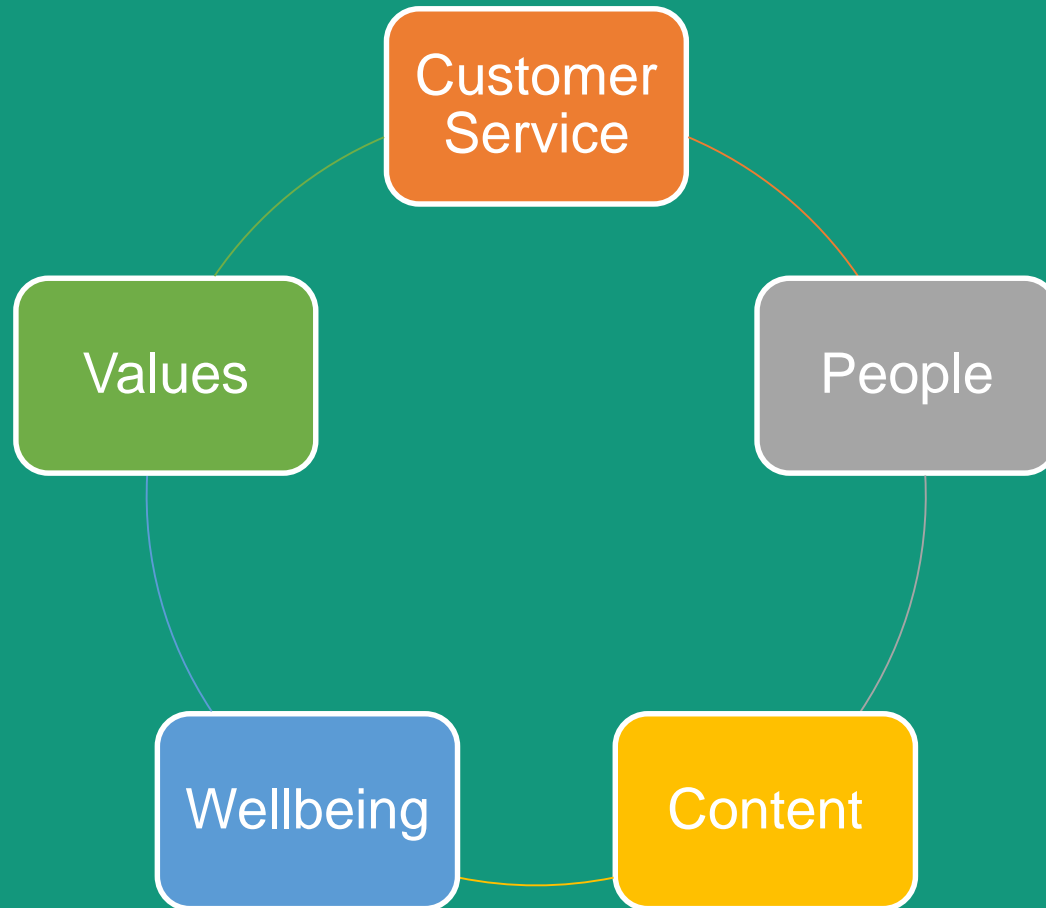 Customer
Service
Values
People
Wellbeing
Content